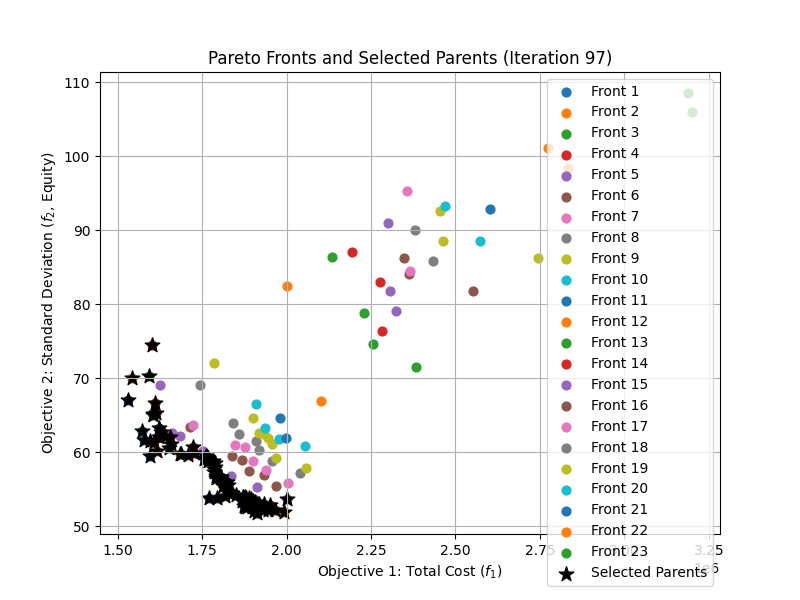 Pareto Fronts and Selected Parents (Iteration 97)
Objective 2: Standard Deviation (f2, Equity)
110
100
90
80
70
60
50
1.50
1.75
2.00
2.25
2.50
2.75
3.00
3.25
1e6
Objective 1: Total Cost (f1)
Front 1
Front 2
Front 3
Front 4
Front 5
Front 6
Front 7
Front 8
Front 9
Front 10
Front 11
Front 12
Front 13
Front 14
Front 15
Front 16
Front 17
Front 18
Front 19
Front 20
Front 21
Front 22
Front 23
Selected Parents